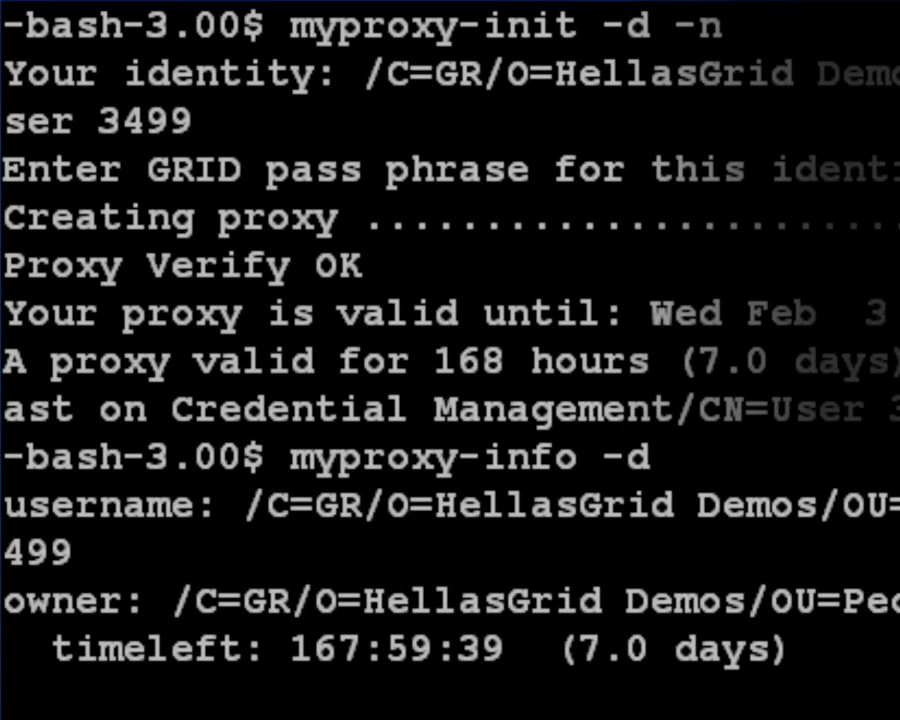 -bash-3.00$ myproxy-init -d -n
Your identity: /C=GR/O=HellasGrid Demo
ser 3499
Enter GRID pass phrase for this identi
Creating proxy .......................
Proxy Verify OK
Your proxy is valid until: Wed Feb  3
A proxy valid for 168 hours (7.0 days)
ast on Credential Management/CN=User 3
-bash-3.00$ myproxy-info -d
username: /C=GR/O=HellasGrid Demos/OU=
499
owner: /C=GR/O=HellasGrid Demos/OU=Peo
  timeleft: 167:59:39  (7.0 days)